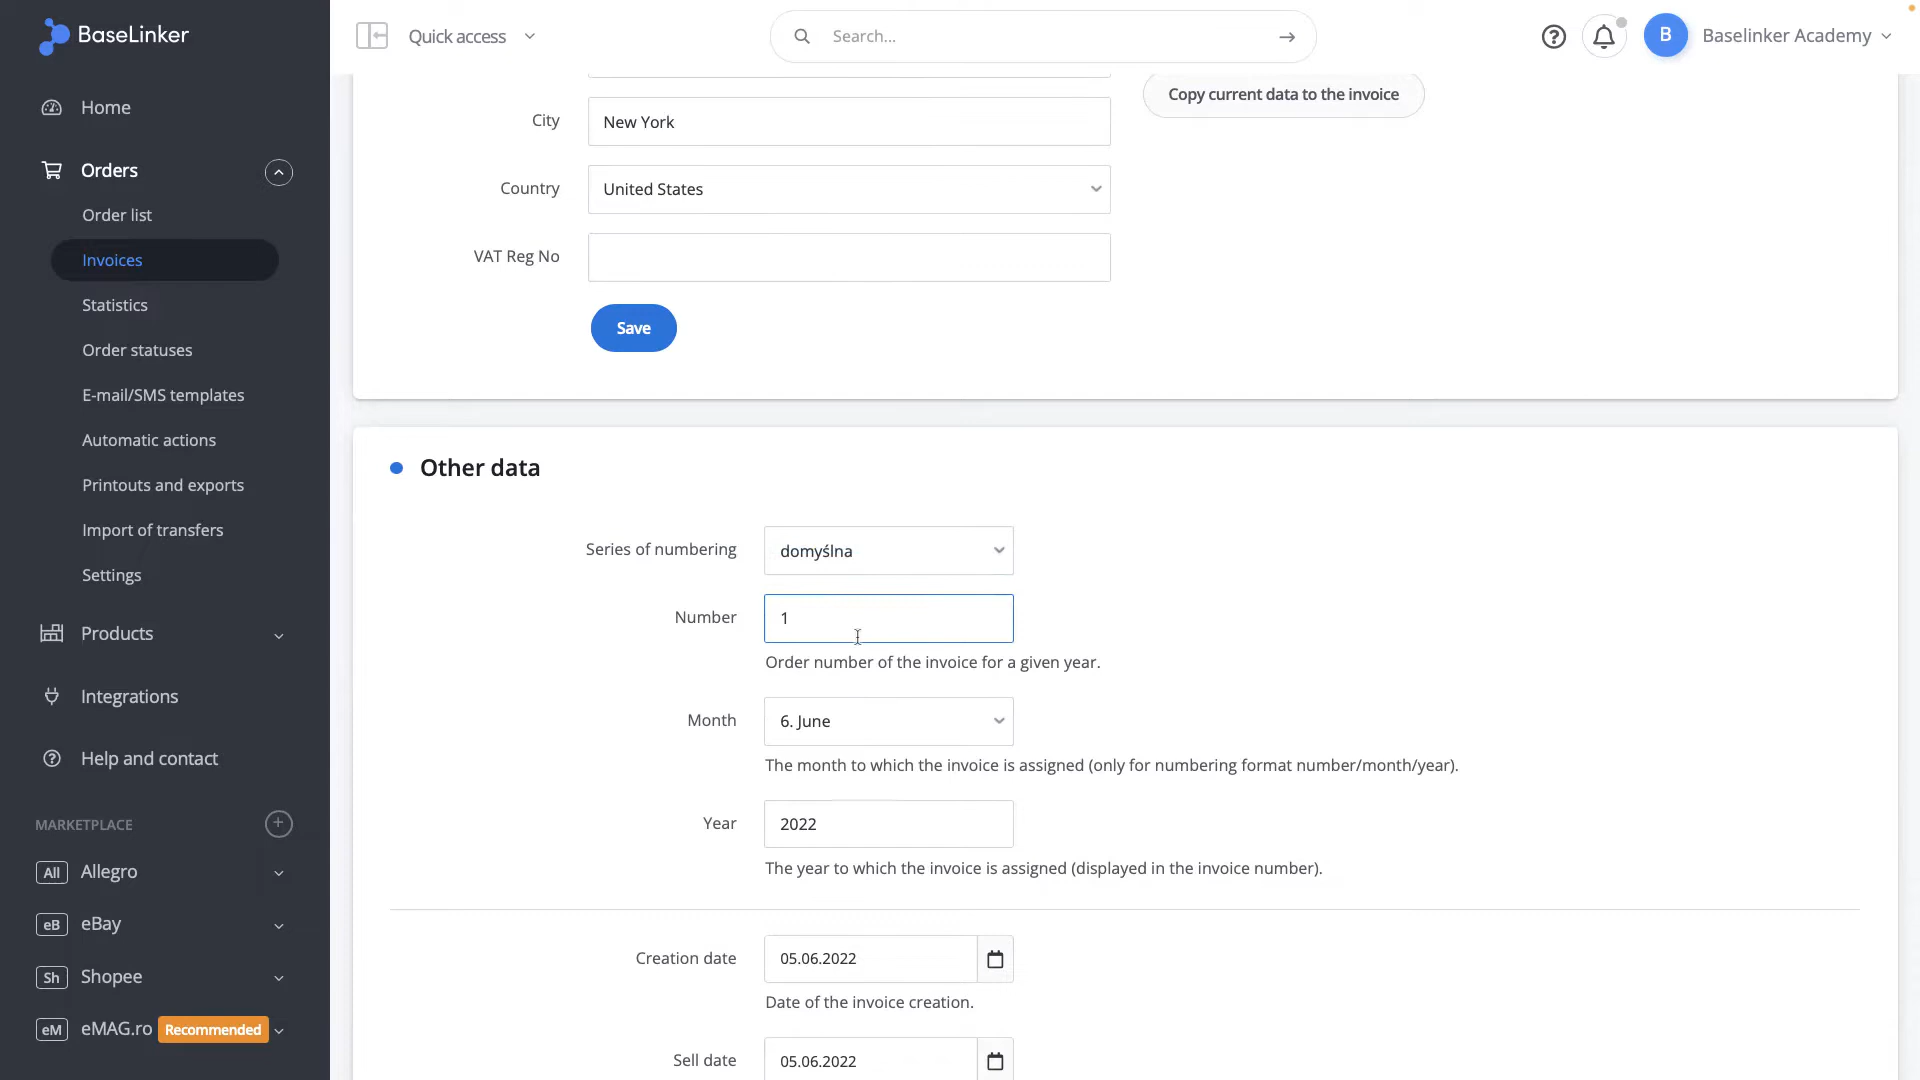 BaseLinker
Quick access
Search...
B
Baselinker Academy
Home
Orders
Order list
Invoices
Statistics
Order statuses
E-mail/SMS templates
Automatic actions
Printouts and exports
Import of transfers
Settings
Products
Integrations
Help and contact
MARKETPLACE
All Allegro
eB eBay
Sh Shopee
eM eMAG.ro Recommended
Copy current data to the invoice
City New York
Country United States
VAT Reg No
Save
Other data
Series of numbering domyślna
Number 1
Order number of the invoice for a given year.
Month 6. June
The month to which the invoice is assigned (only for numbering format number/month/year).
Year 2022
The year to which the invoice is assigned (displayed in the invoice number).
Creation date 05.06.2022
Date of the invoice creation.
Sell date 05.06.2022